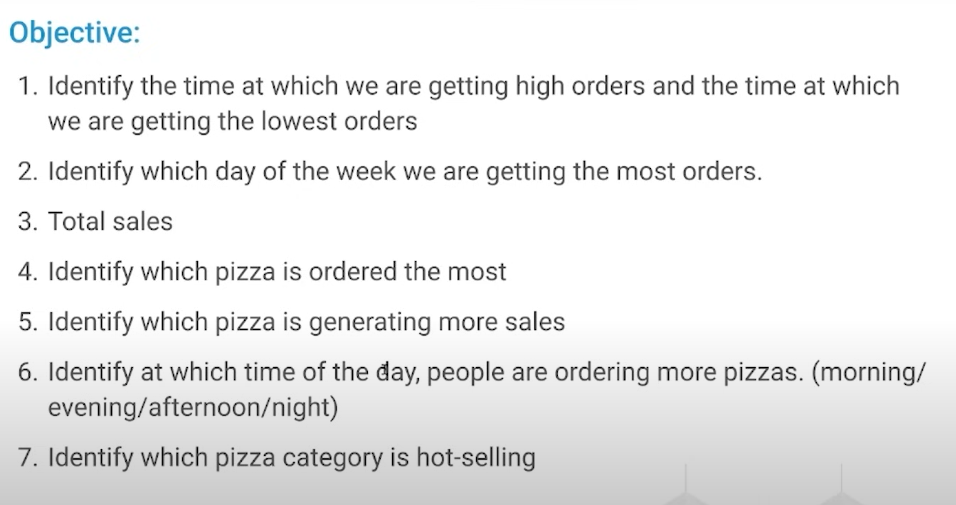 Objective:
1. Identify the time at which we are getting high orders and the time at which
we are getting the lowest orders
2. Identify which day of the week we are getting the most orders.
3. Total sales
4. Identify which pizza is ordered the most
5. Identify which pizza is generating more sales
6. Identify at which time of the day, people are ordering more pizzas. (morning/
evening/afternoon/night)
7. Identify which pizza category is hot-selling